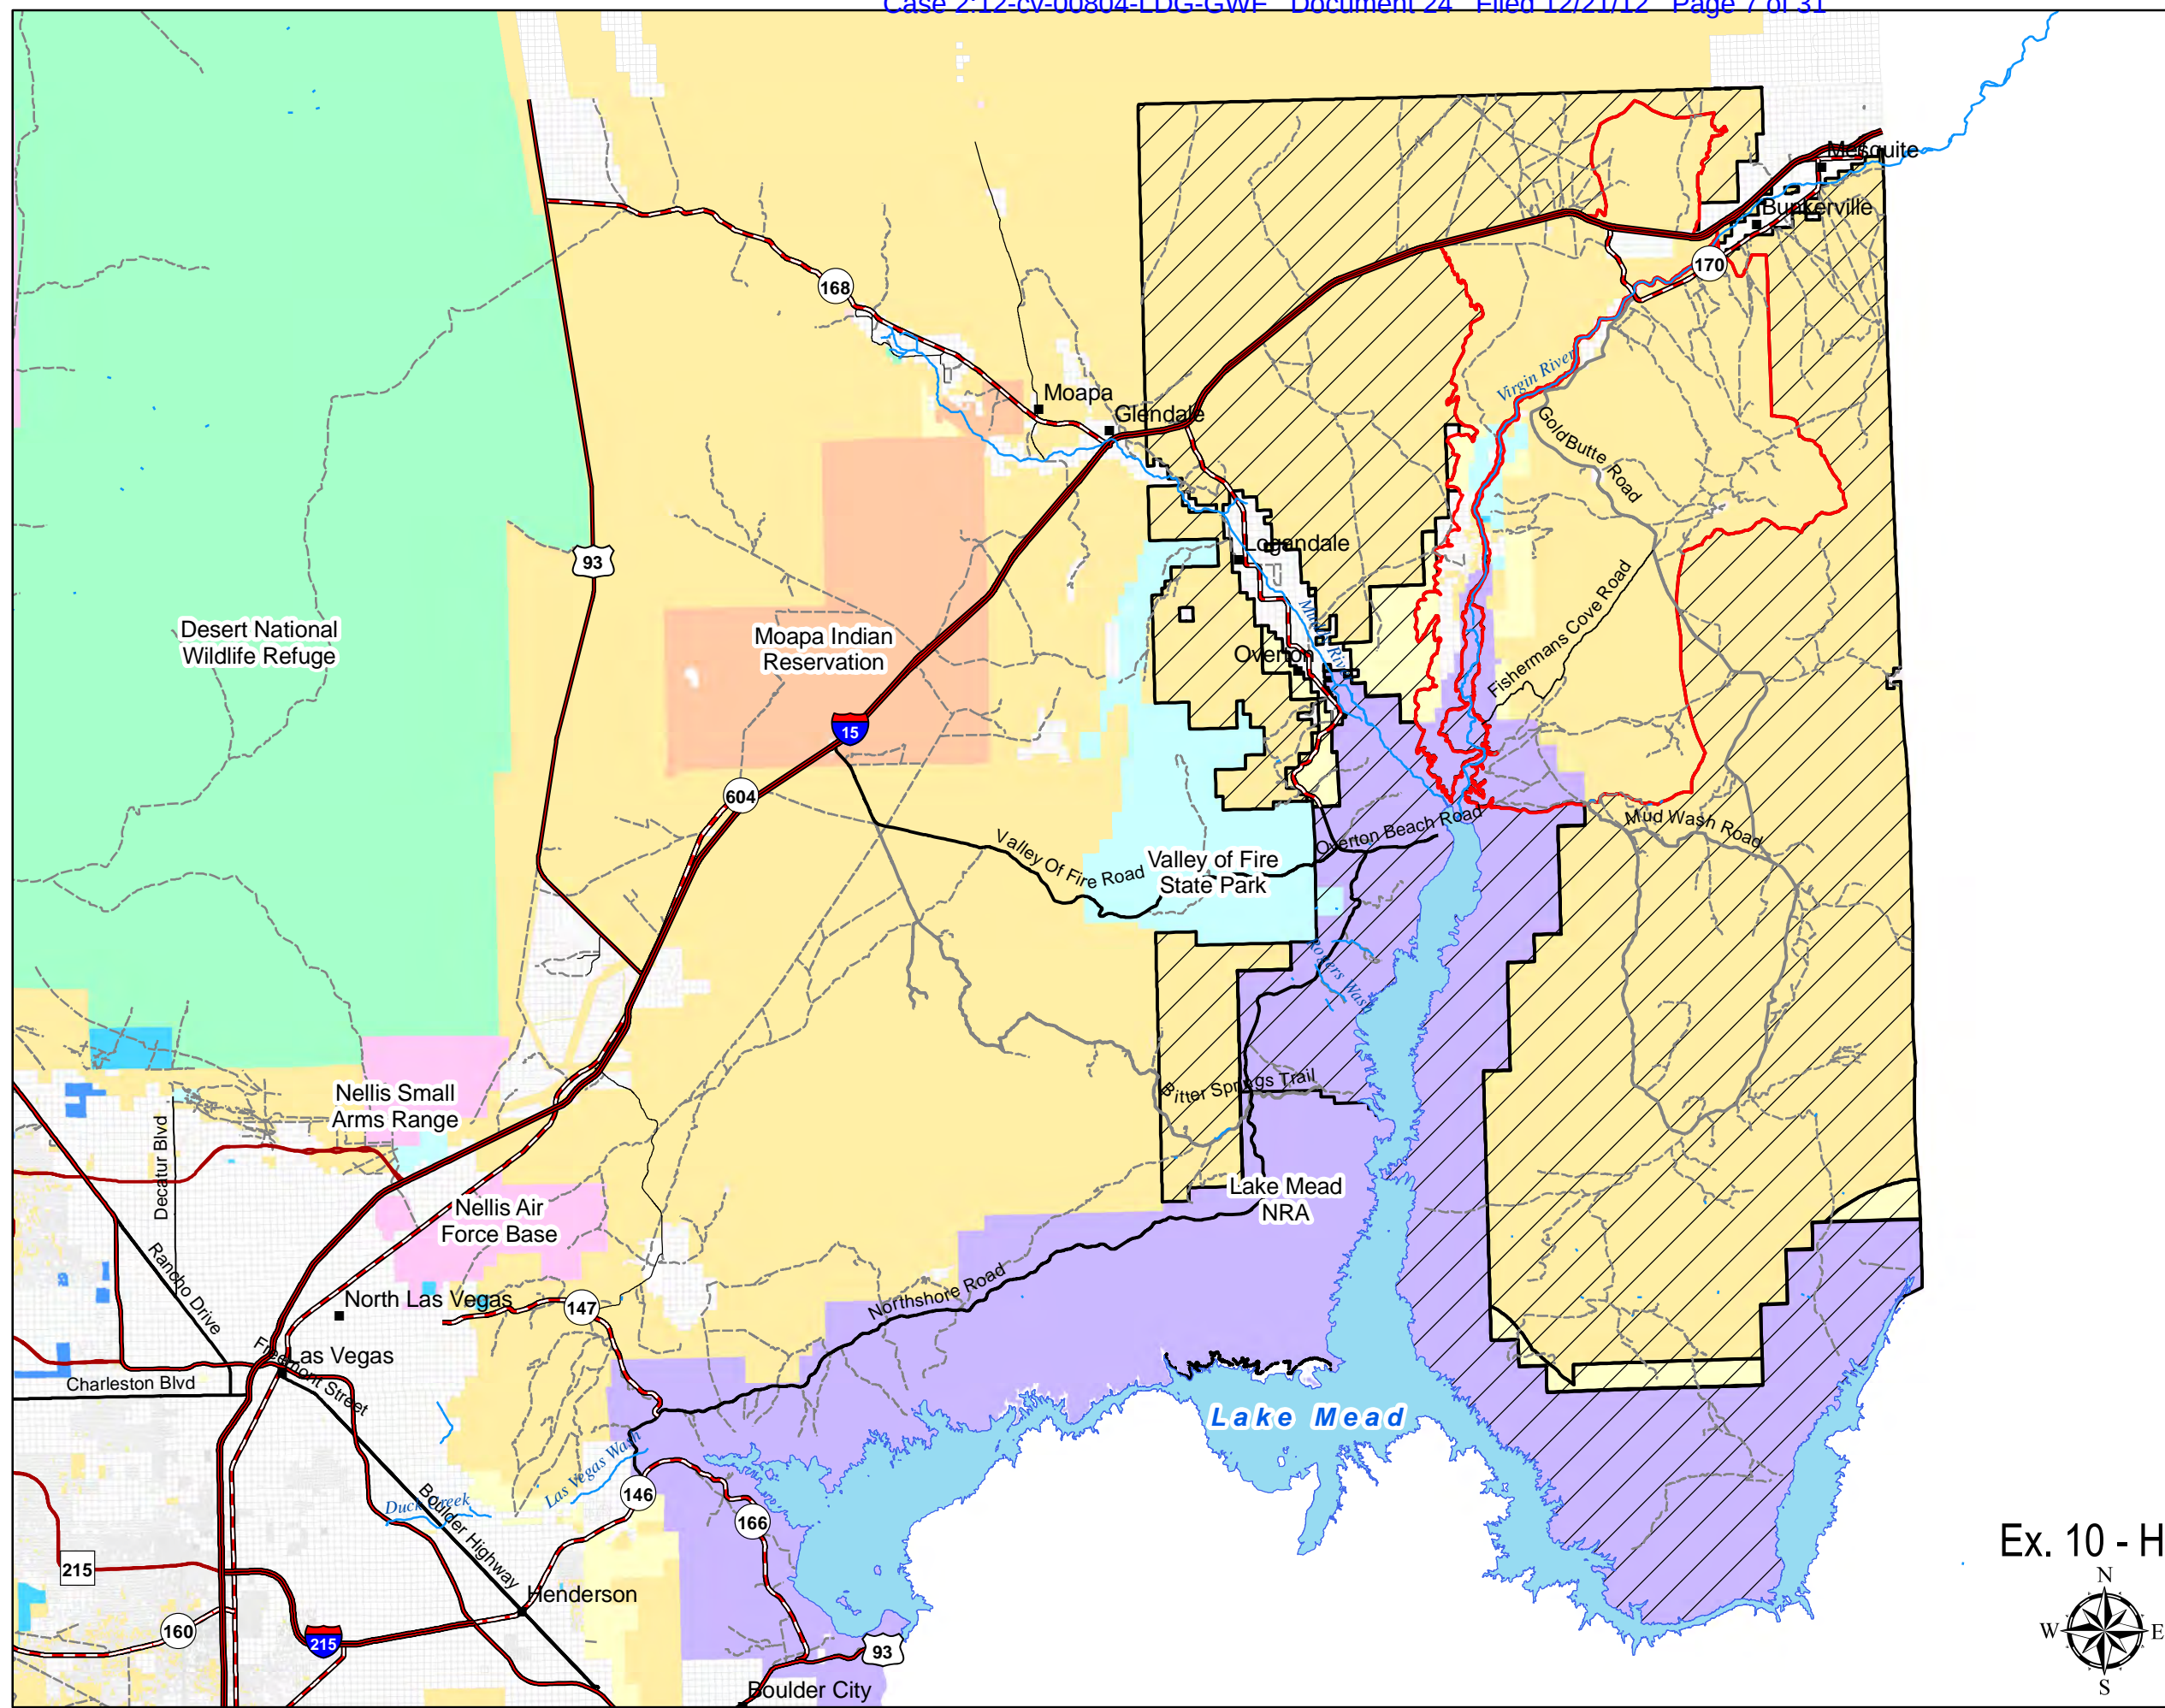 Case 2:12-cv-00804-LDG-GWF Document 24 Filed 12/21/12 Page 7 of 31
Mesquite
Bunkerville
170
168
Virgin River
Moapa
Glendale
GoldButte Road
93
Logandale
Desert National
Wildlife Refuge
Moapa Indian
Reservation
Fishermans Cove Road
Overton
15
604
Mud Wash Road
Overton Beach Road
Valley Of Fire Road
Valley of Fire
State Park
Rogers Wash
Bitter Springs Trail
Nellis Small
Arms Range
Decatur Blvd
Lake Mead
NRA
Nellis Air
Force Base
Rancho Drive
Northshore Road
North Las Vegas
147
Las Vegas
Fremont Street
Charleston Blvd
Lake Mead
Las Vegas Wash
146
Duck Creek
Boulder Highway
166
Ex. 10 - H
215
N
W
E
S
Henderson
160
215
93
Boulder City